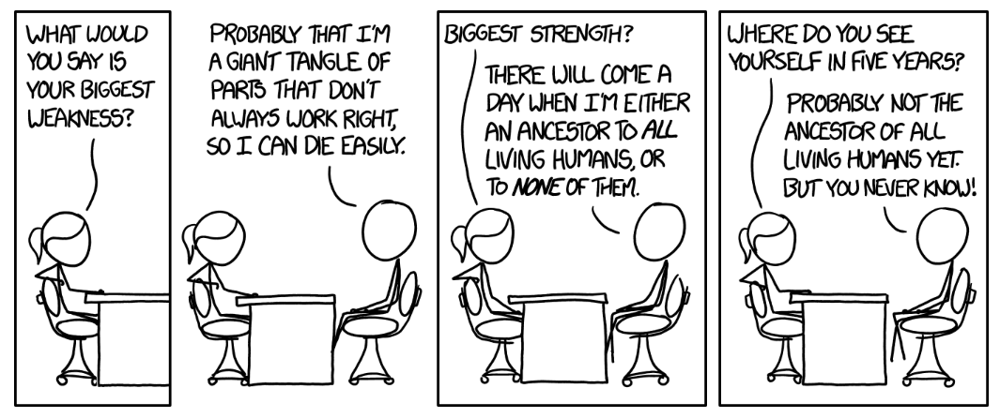 WHAT WOULD
YOU SAY IS
YOUR BIGGEST
WEAKNESS?
PROBABLY THAT I'M
A GIANT TANGLE OF
PARTS THAT DON'T
ALWAYS WORK RIGHT,
SO I CAN DIE EASILY.
BIGGEST STRENGTH?
THERE WILL COME A
DAY WHEN I'M EITHER
AN ANCESTOR TO ALL
LIVING HUMANS, OR
TO NONE OF THEM.
WHERE DO YOU SEE
YOURSELF IN FIVE YEARS?
PROBABLY NOT THE
ANCESTOR OF ALL
LIVING HUMANS YET.
BUT YOU NEVER KNOW!